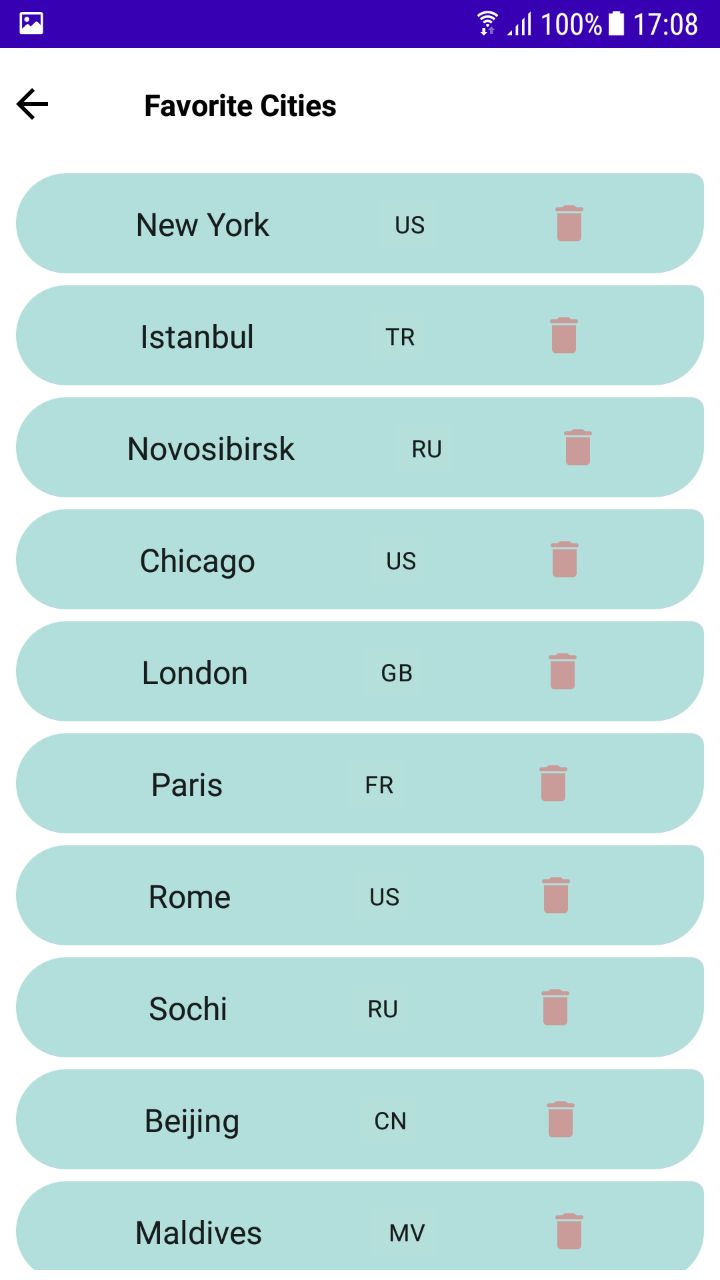 100% 17:08
Favorite Cities
New York US
Istanbul TR
Novosibirsk RU
Chicago US
London GB
Paris FR
Rome US
Sochi RU
Beijing CN
Maldives MV